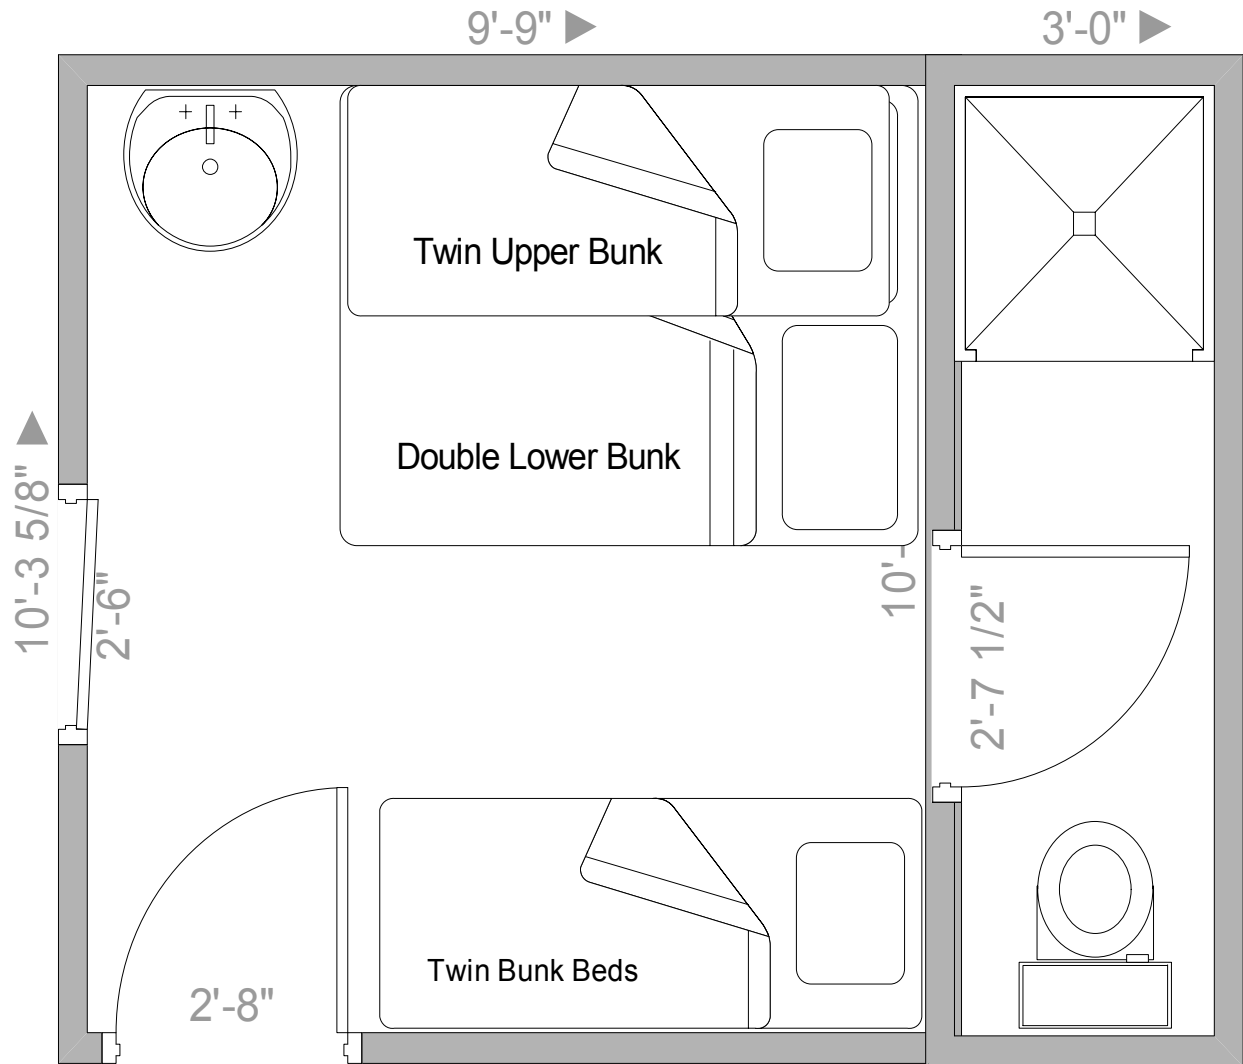 9'-9" ▶
3'-0" ▶
Twin Upper Bunk
Double Lower Bunk
10'-3 5/8" ▶
2'-6"
10'-
2'-7 1/2"
Twin Bunk Beds
2'-8"